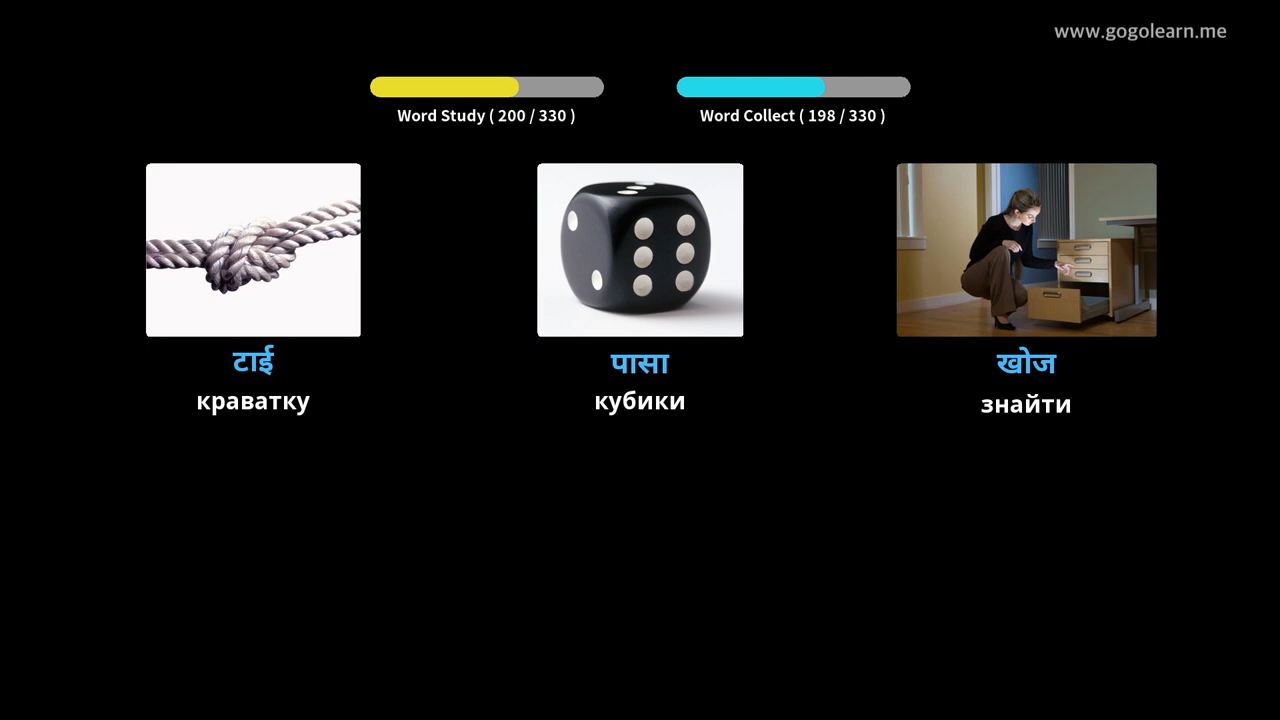 www.gogolearn.me
Word Study ( 200 / 330 )
Word Collect ( 198 / 330 )
टाई
पासा
खोज
краватку
кубики
знайти